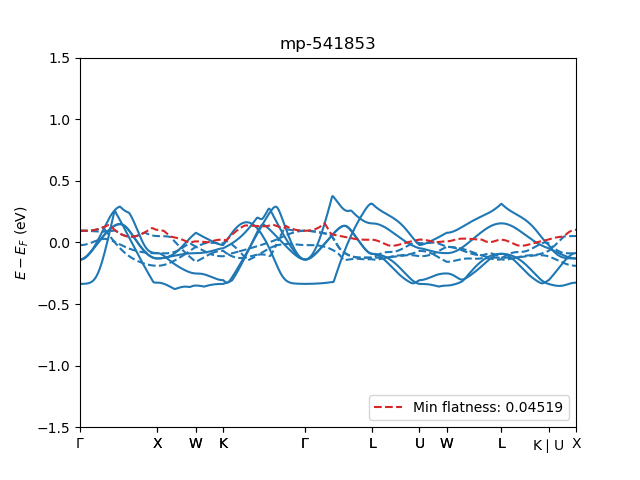 mp-541853
E − E_F (eV)
1.5
1.0
0.5
0.0
−0.5
−1.0
−1.5
Min flatness: 0.04519
Γ X W K Γ L U W L K | U X